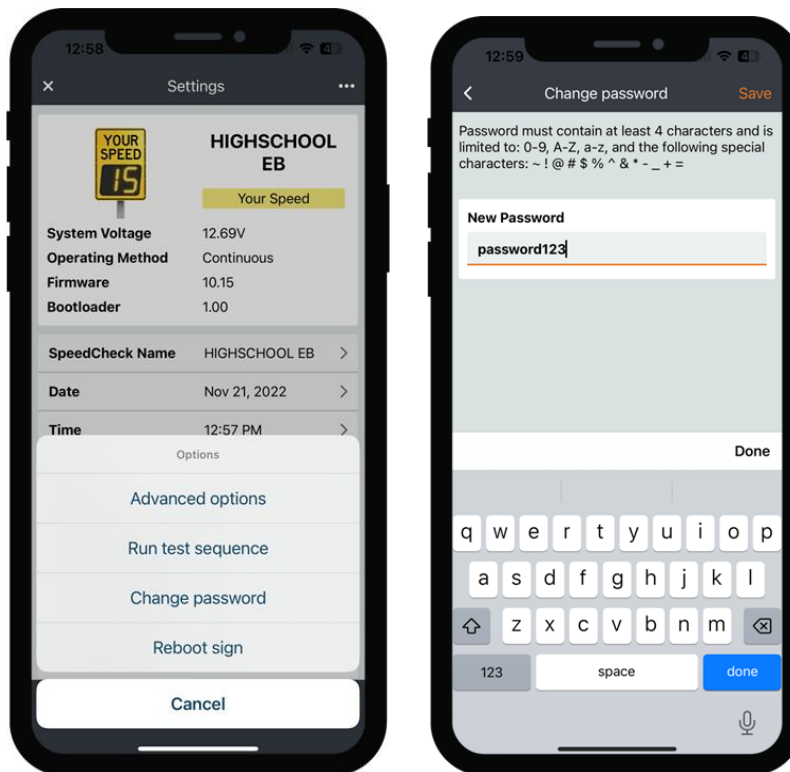 12:58
4
Settings
YOUR
SPEED
15
HIGHSCHOOL
EB
Your Speed
System Voltage 12.69V
Operating Method Continuous
Firmware 10.15
Bootloader 1.00
SpeedCheck Name HIGHSCHOOL EB
Date Nov 21, 2022
Time 12:57 PM
Options
Advanced options
Run test sequence
Change password
Reboot sign
Cancel
12:59
4
Change password Save
Password must contain at least 4 characters and is
limited to: 0-9, A-Z, a-z, and the following special
characters: ~ ! @ # $ % ^ & * - _ + =
New Password
password123
Done
q w e r t y u i o p
a s d f g h j k l
z x c v b n m
123 space done